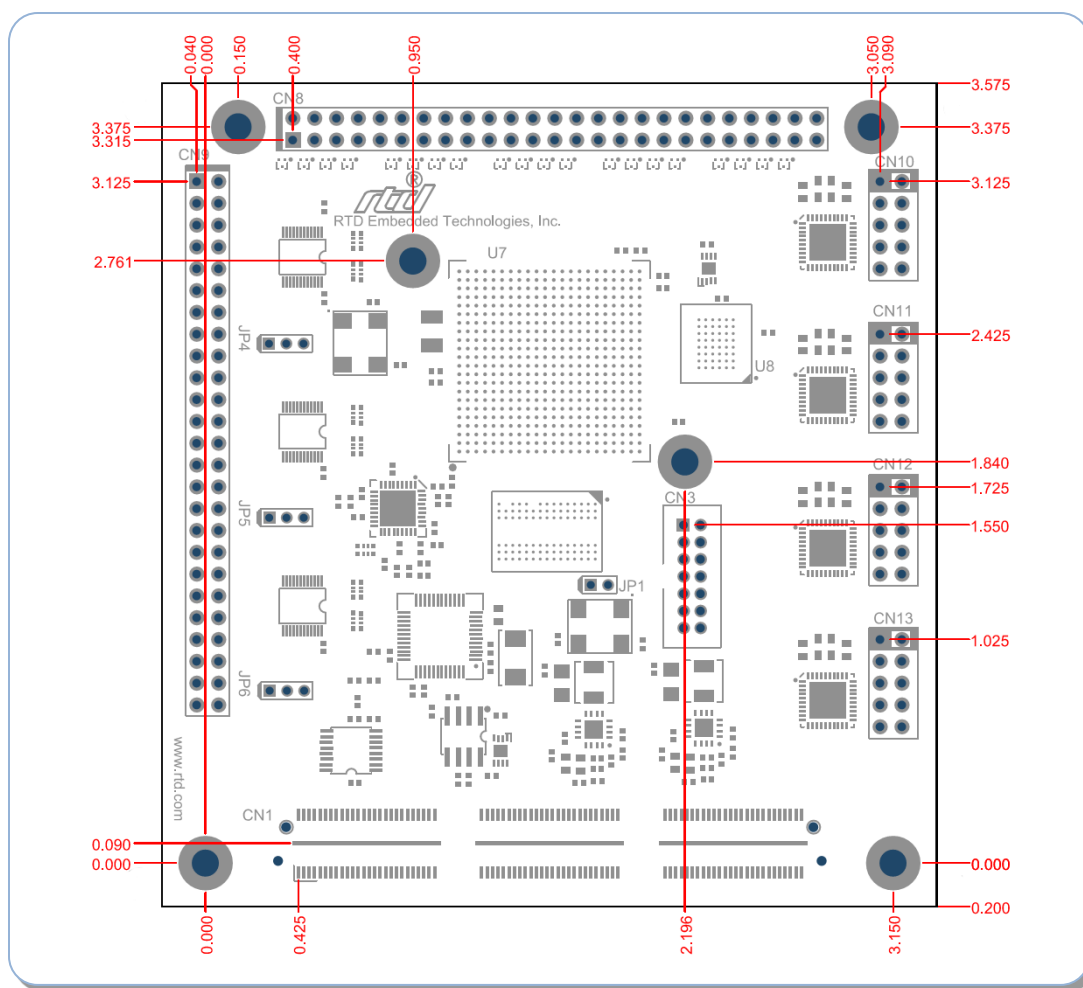 0.040
0.000
0.150
0.400
0.950
3.050
3.090
3.575
CN8
3.375
3.315
3.375
CN9
CN10
3.125
3.125
rtd®
RTD Embedded Technologies, Inc.
U7
2.761
CN11
JP4
2.425
U8
1.840
CN12
1.725
CN3
JP5
1.550
JP1
CN13
1.025
JP6
www.rtd.com
CN1
0.090
0.000
0.000
0.200
0.000
0.425
2.196
3.150